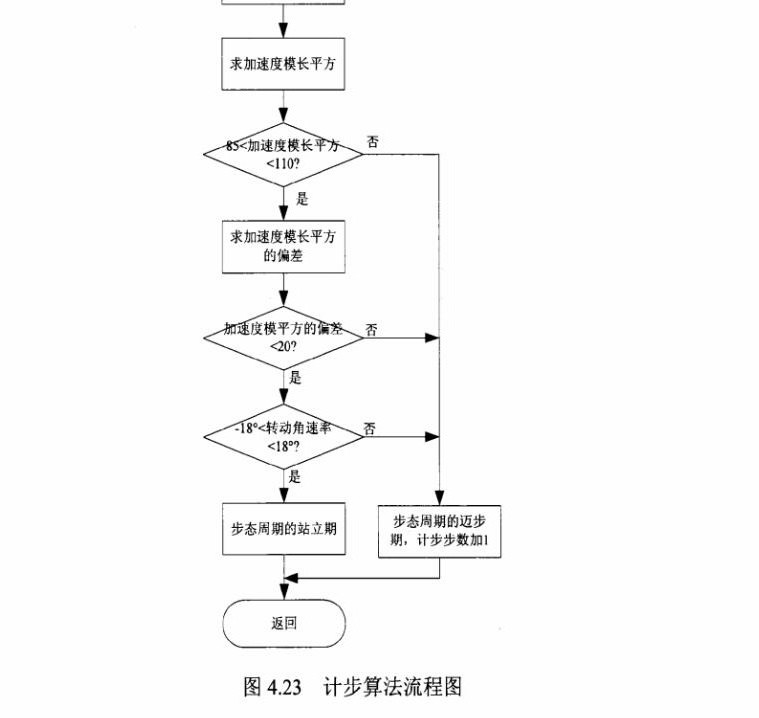 求加速度模长平方
85<加速度模长平方
<110?
否
是
求加速度模长平方
的偏差
加速度模平方的偏差
<20?
否
是
-18°<转动角速率
<18°?
否
是
步态周期的站立期
步态周期的迈步
期，计步步数加1
返回
图 4.23 计步算法流程图